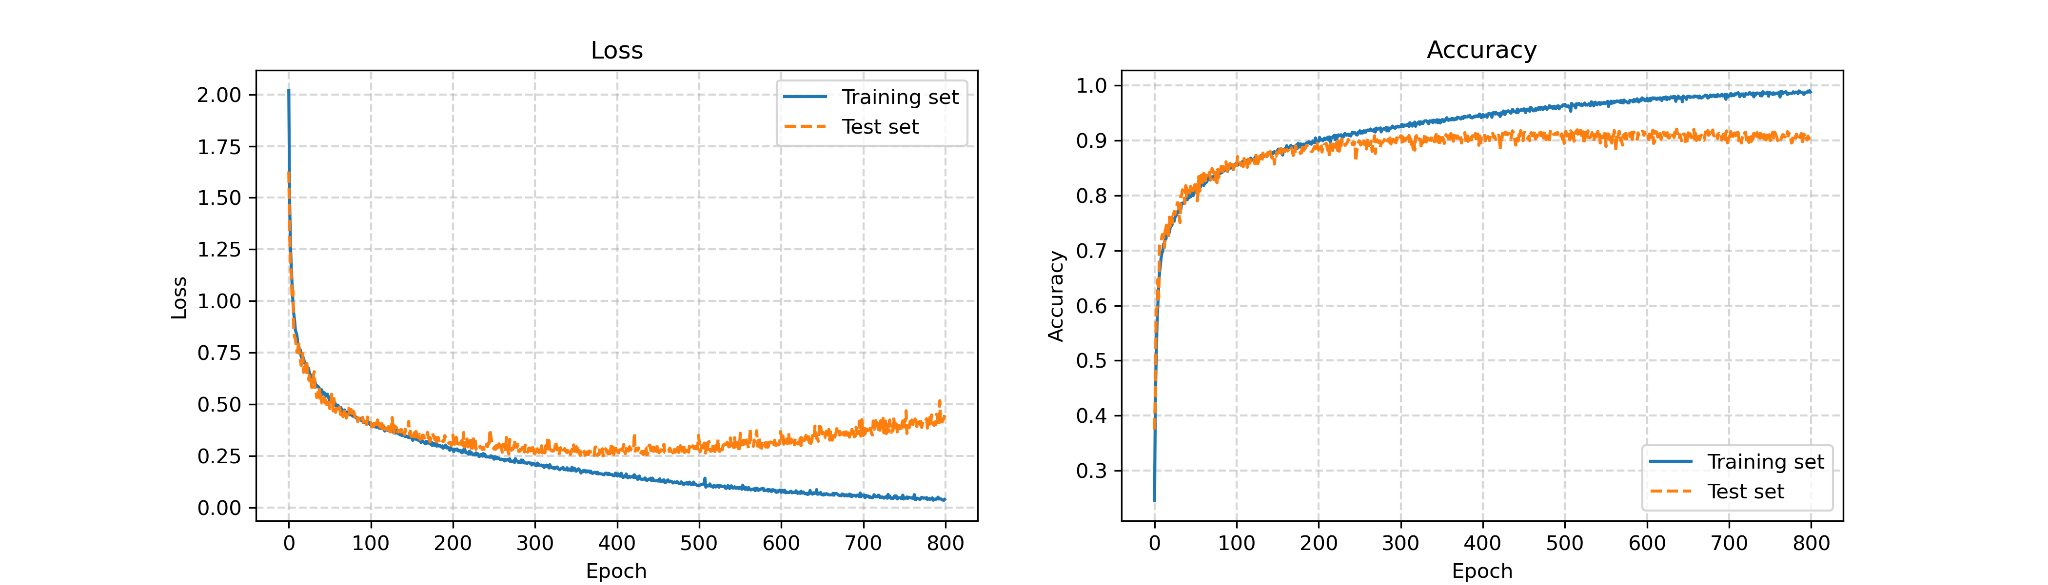 Loss
2.00
1.75
1.50
1.25
1.00
0.75
0.50
0.25
0.00
Loss
Training set
Test set
0 100 200 300 400 500 600 700 800
Epoch
Accuracy
1.0
0.9
0.8
0.7
0.6
0.5
0.4
0.3
Accuracy
Training set
Test set
0 100 200 300 400 500 600 700 800
Epoch